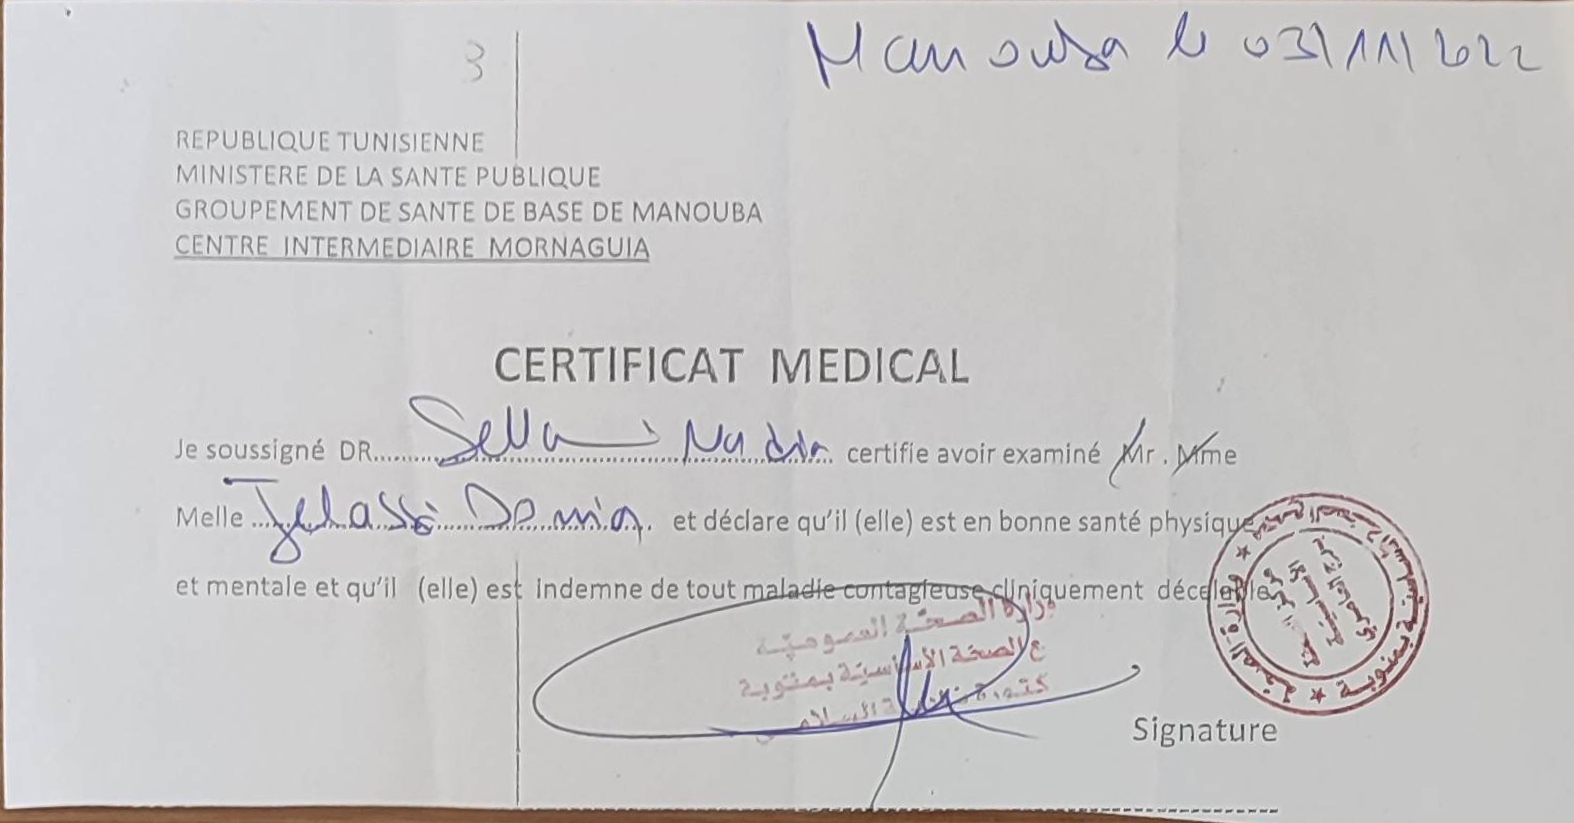 Manouba le 03/11/2022
3
REPUBLIQUE TUNISIENNE
MINISTERE DE LA SANTE PUBLIQUE
GROUPEMENT DE SANTE DE BASE DE MANOUBA
CENTRE INTERMEDIAIRE MORNAGUIA
CERTIFICAT MEDICAL
Je soussigné DR. Sellami Nadia certifie avoir examiné Mr. Mme
Melle Jelassi Donia et déclare qu'il (elle) est en bonne santé physique
et mentale et qu'il (elle) est indemne de tout maladie contagieuse cliniquement décelable.
وزارة الصحة العمومية
ع الصحة الأساسية بمنوبة
Signature